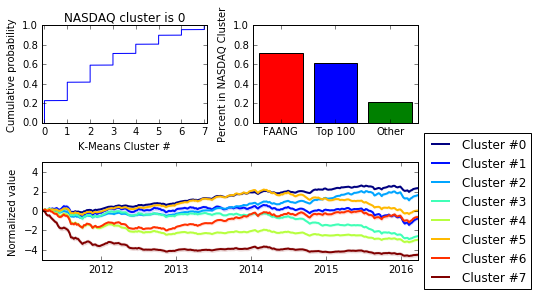 NASDAQ cluster is 0
Cumulative probability
1.0
0.8
0.6
0.4
0.2
0.0
0 1 2 3 4 5 6 7
K-Means Cluster #
Percent in NASDAQ Cluster
1.0
0.8
0.6
0.4
0.2
0.0
FAANG Top 100 Other
Normalized value
4
2
0
−2
−4
2012 2013 2014 2015 2016
Cluster #0
Cluster #1
Cluster #2
Cluster #3
Cluster #4
Cluster #5
Cluster #6
Cluster #7